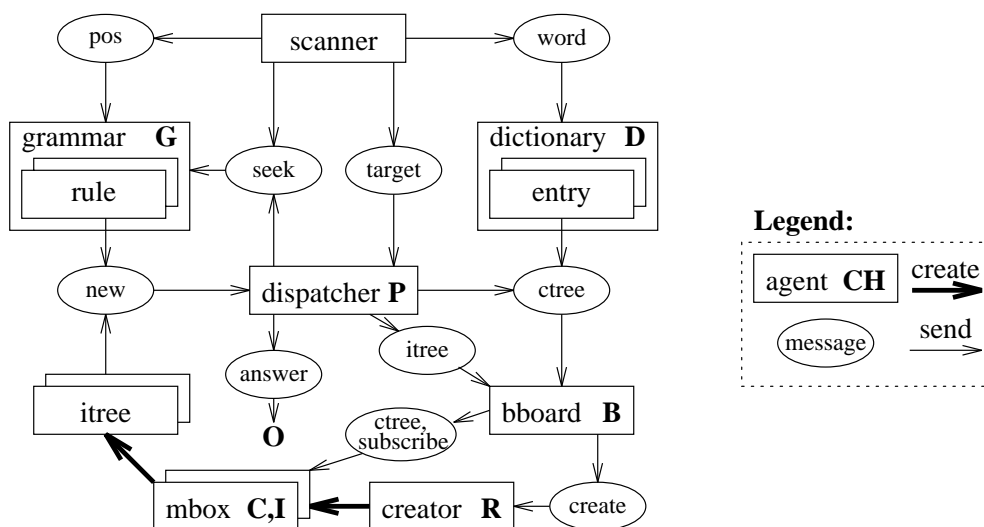 pos
scanner
word
grammar G
rule
seek
target
dictionary D
entry
new
dispatcher P
ctree
itree
answer
O
itree
ctree,
subscribe
bboard B
mbox C,I
creator R
create
Legend:
agent CH
create
message
send